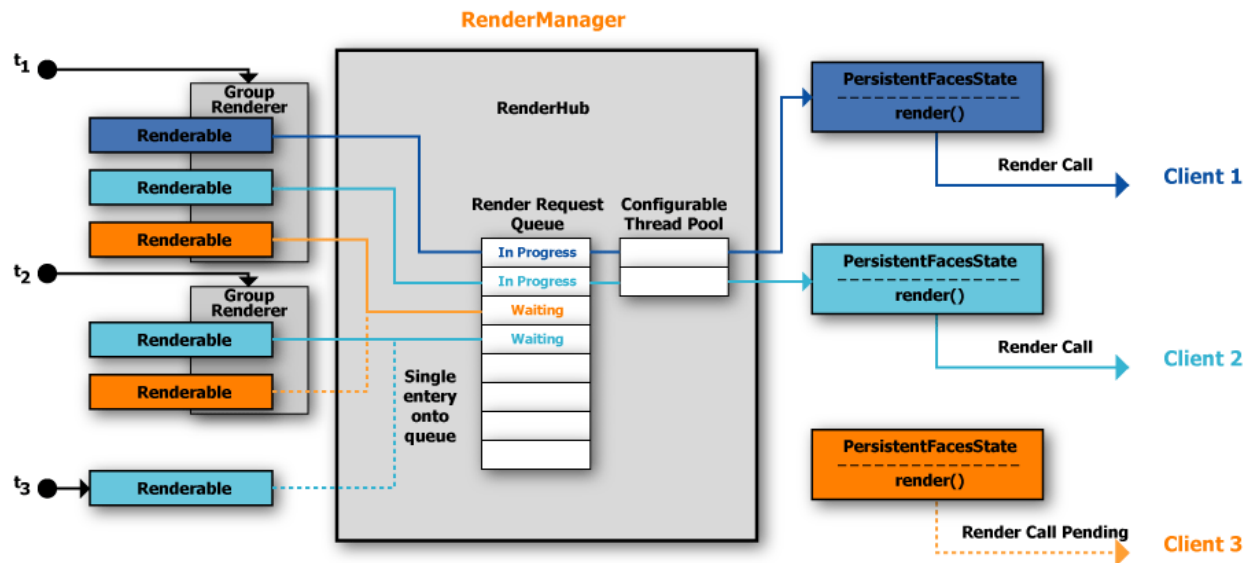 RenderManager
t1
Group
Renderer
Renderable
Renderable
Renderable
t2
Group
Renderer
Renderable
Renderable
t3
Renderable
RenderHub
Render Request
Queue
In Progress
In Progress
Waiting
Waiting
Configurable
Thread Pool
Single
entery
onto
queue
PersistentFacesState
render()
Render Call
Client 1
PersistentFacesState
render()
Render Call
Client 2
PersistentFacesState
render()
Render Call Pending
Client 3